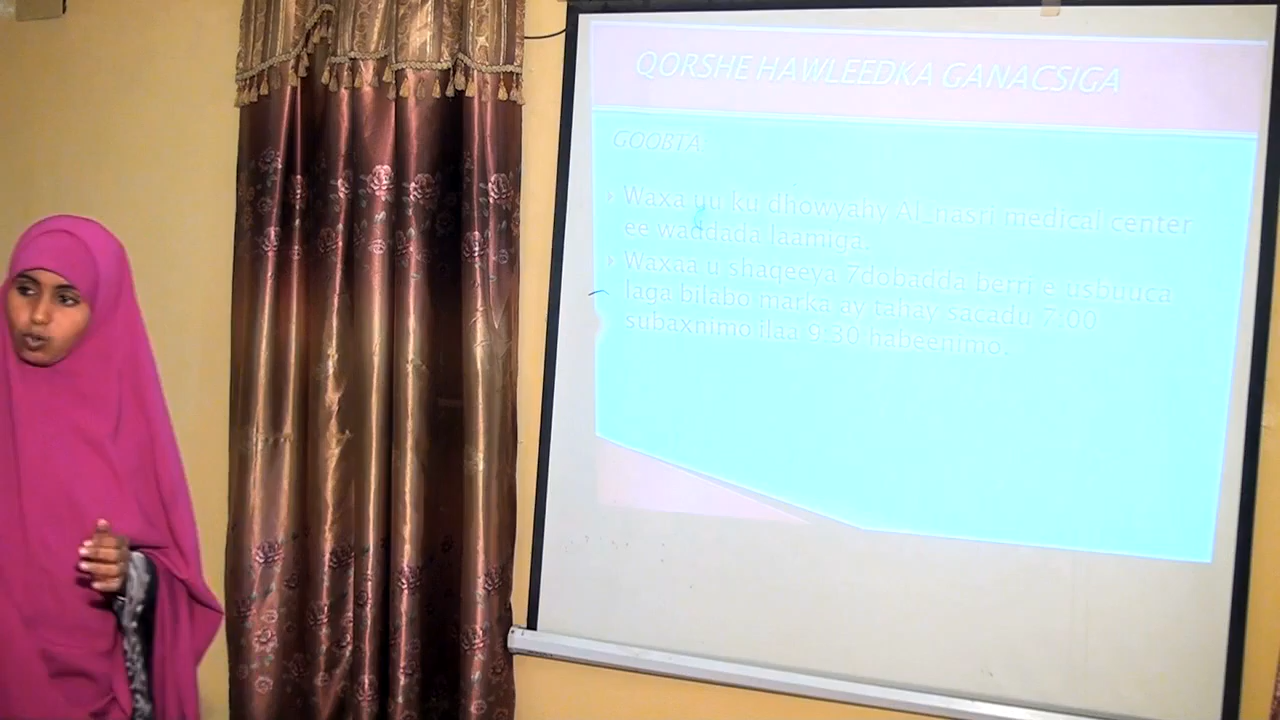 QORSHE HAWLEEDKA GANACSIGA
GOOBTA:
Waxa uu ku dhowyahy Al_nasri medical center
ee waddada laamiga.
Waxaa u shaqeeya 7dobadda berri e usbuuca
laga bilabo marka ay tahay sacadu 7:00
subaxnimo ilaa 9:30 habeenimo.